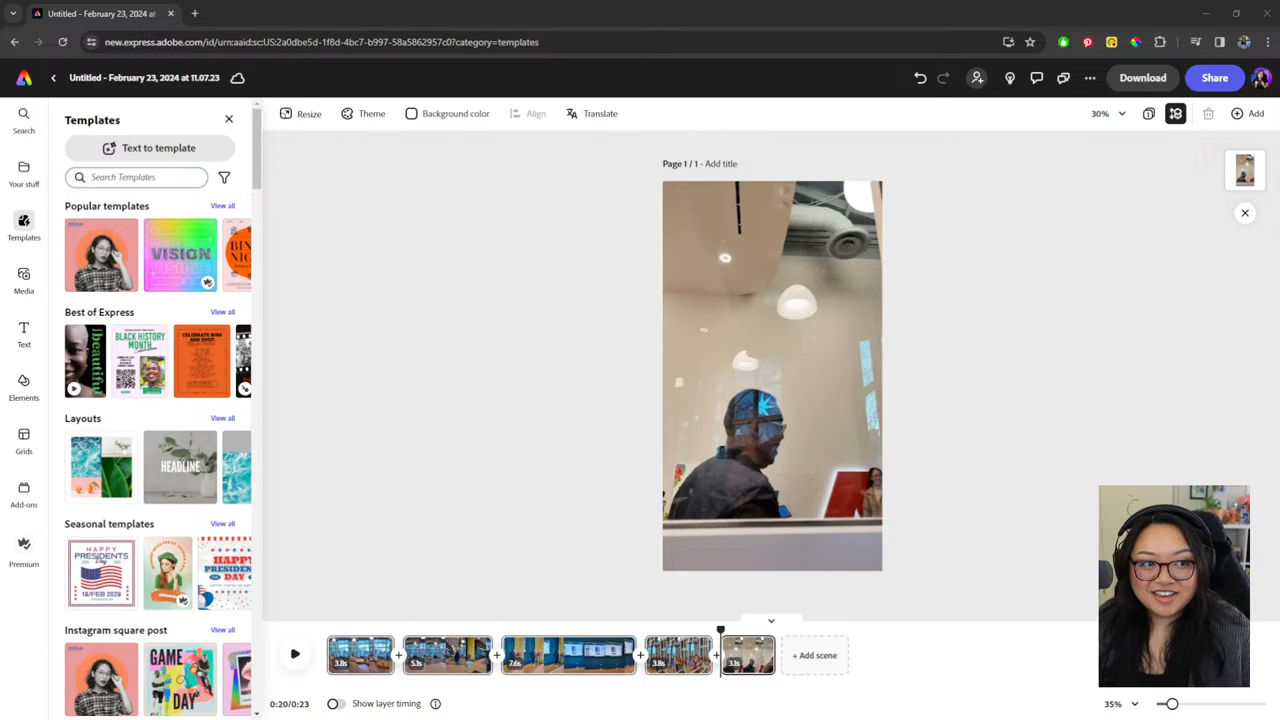 Untitled - February 23, 2024 at
new.express.adobe.com/id/urn:aaid:sc:US:2a0dbe5d-1f8d-4bc7-b997-58a5862957c0?category=templates
Untitled - February 23, 2024 at 11.07.23
Download
Share
Resize
Theme
Background color
Align
Translate
30%
Add
Search
Your stuff
Templates
Media
Text
Elements
Grids
Add-ons
Premium
Templates
Text to template
Search Templates
Popular templates
View all
VISION
Best of Express
View all
beautiful
BLACK HISTORY
MONTH
CELEBRATE
AND SHOP
Layouts
View all
HEADLINE
Seasonal templates
View all
HAPPY
PRESIDENTS
Day
19/FEB 2029
HAPPY
DAY
Instagram square post
View all
GAME
DAY
Page 1 / 1 - Add title
3.8s
5.1s
7.6s
3.8s
3.1s
+ Add scene
0:20/0:23
Show layer timing
35%